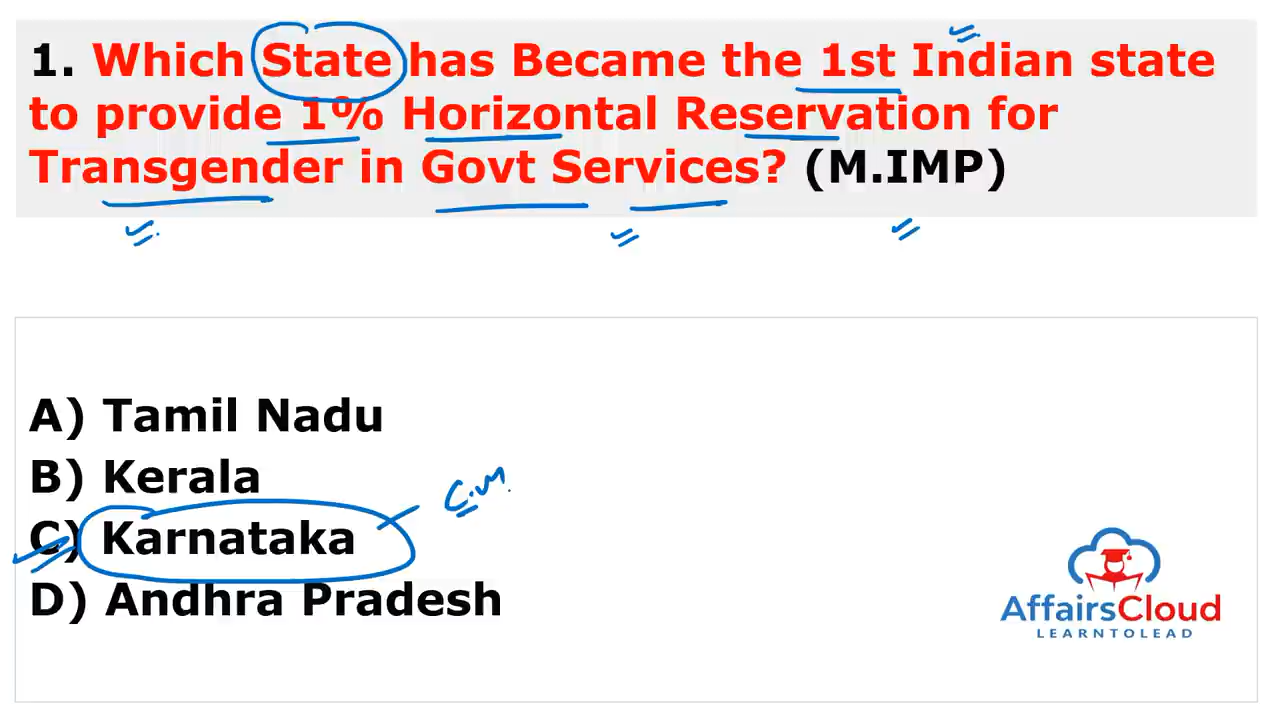 1. Which State has Became the 1st Indian state
to provide 1% Horizontal Reservation for
Transgender in Govt Services? (M.IMP)
A) Tamil Nadu
B) Kerala
C.M.
C) Karnataka
D) Andhra Pradesh
AffairsCloud
LEARNTOLEAD